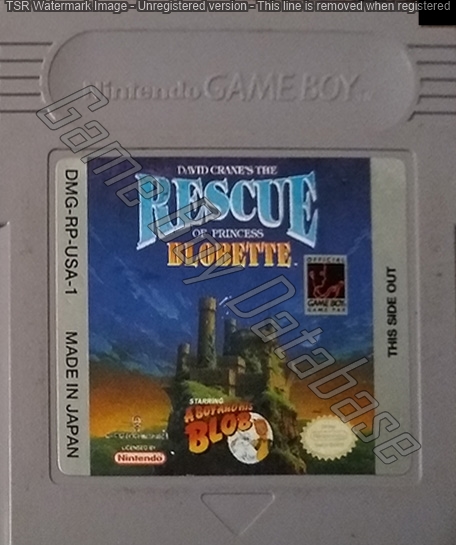 TSR Watermark Image - Unregistered version - This line is removed when registered
Nintendo GAME BOY
DAVID CRANE'S THE
RESCUE
OF PRINCESS
BLOBETTE™
DMG-RP-USA-1
MADE IN JAPAN
OFFICIAL
GAME BOY
GAME PAK
THIS SIDE OUT
STARRING
A BOY AND HIS
BLOB
LICENSED BY
Nintendo
Game Boy Database